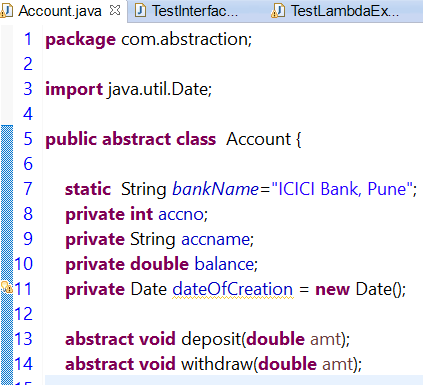 Account.java TestInterfac... TestLambdaEx...
1 package com.abstraction;
2
3 import java.util.Date;
4
5 public abstract class Account {
6
7 static String bankName="ICICI Bank, Pune";
8 private int accno;
9 private String accname;
10 private double balance;
11 private Date dateOfCreation = new Date();
12
13 abstract void deposit(double amt);
14 abstract void withdraw(double amt);
15